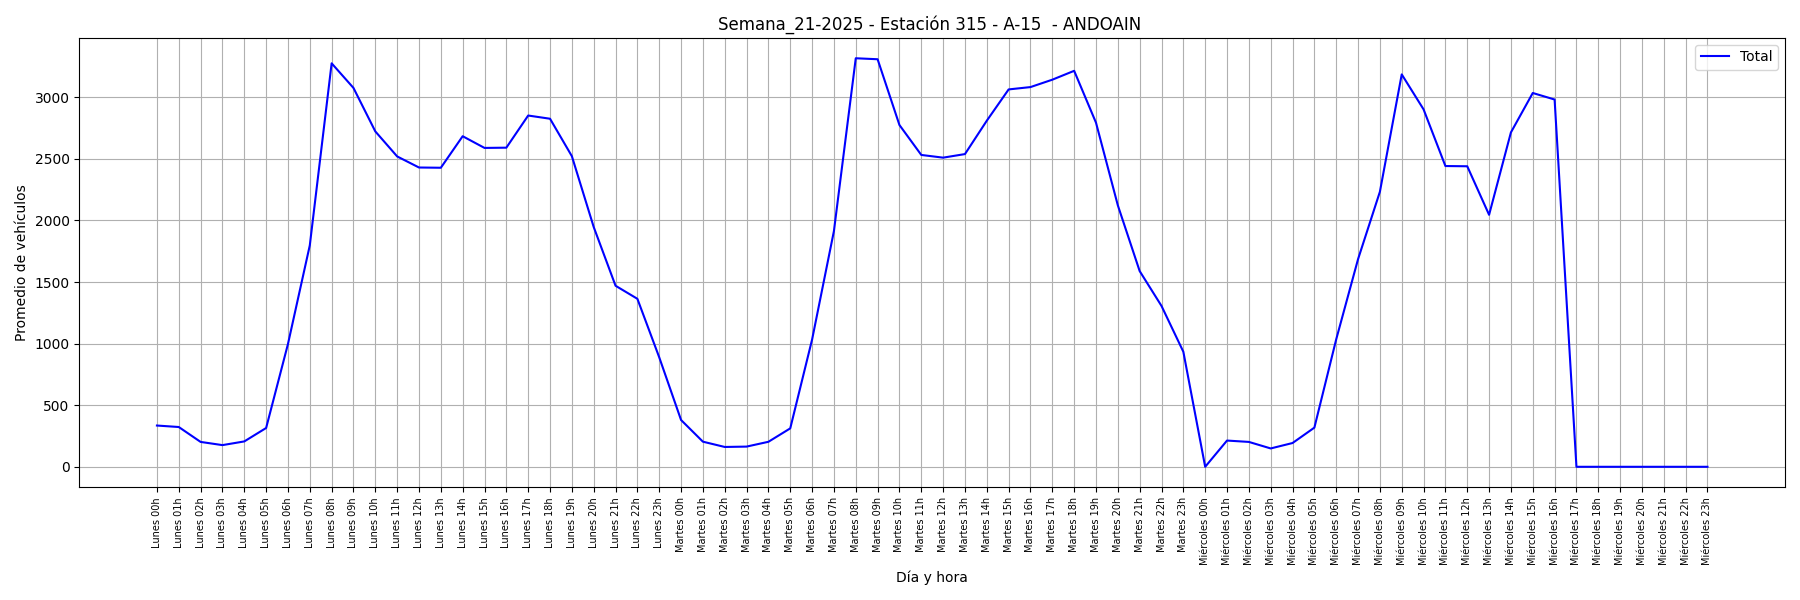 Semana_21-2025 - Estación 315 - A-15  - ANDOAIN
Total
Promedio de vehículos
3000
2500
2000
1500
1000
500
0
Lunes 00h
Lunes 01h
Lunes 02h
Lunes 03h
Lunes 04h
Lunes 05h
Lunes 06h
Lunes 07h
Lunes 08h
Lunes 09h
Lunes 10h
Lunes 11h
Lunes 12h
Lunes 13h
Lunes 14h
Lunes 15h
Lunes 16h
Lunes 17h
Lunes 18h
Lunes 19h
Lunes 20h
Lunes 21h
Lunes 22h
Lunes 23h
Martes 00h
Martes 01h
Martes 02h
Martes 03h
Martes 04h
Martes 05h
Martes 06h
Martes 07h
Martes 08h
Martes 09h
Martes 10h
Martes 11h
Martes 12h
Martes 13h
Martes 14h
Martes 15h
Martes 16h
Martes 17h
Martes 18h
Martes 19h
Martes 20h
Martes 21h
Martes 22h
Martes 23h
Miércoles 00h
Miércoles 01h
Miércoles 02h
Miércoles 03h
Miércoles 04h
Miércoles 05h
Miércoles 06h
Miércoles 07h
Miércoles 08h
Miércoles 09h
Miércoles 10h
Miércoles 11h
Miércoles 12h
Miércoles 13h
Miércoles 14h
Miércoles 15h
Miércoles 16h
Miércoles 17h
Miércoles 18h
Miércoles 19h
Miércoles 20h
Miércoles 21h
Miércoles 22h
Miércoles 23h
Día y hora